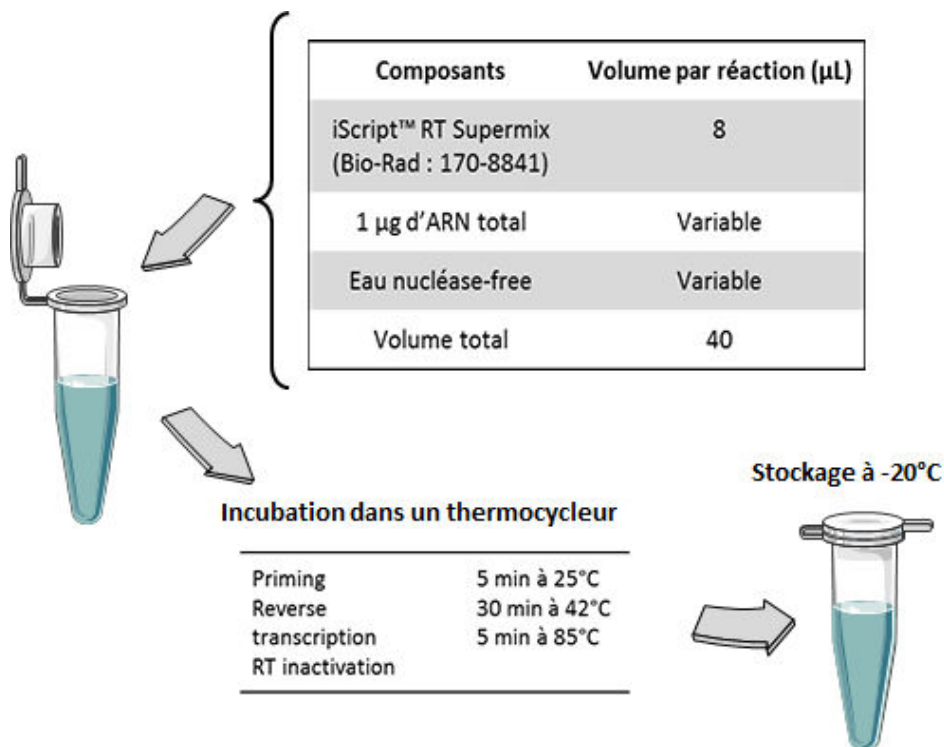 Composants Volume par réaction (µL)
iScript™ RT Supermix 8
(Bio-Rad : 170-8841)
1 µg d'ARN total Variable
Eau nucléase-free Variable
Volume total 40
Stockage à -20°C
Incubation dans un thermocycleur
Priming 5 min à 25°C
Reverse 30 min à 42°C
transcription 5 min à 85°C
RT inactivation